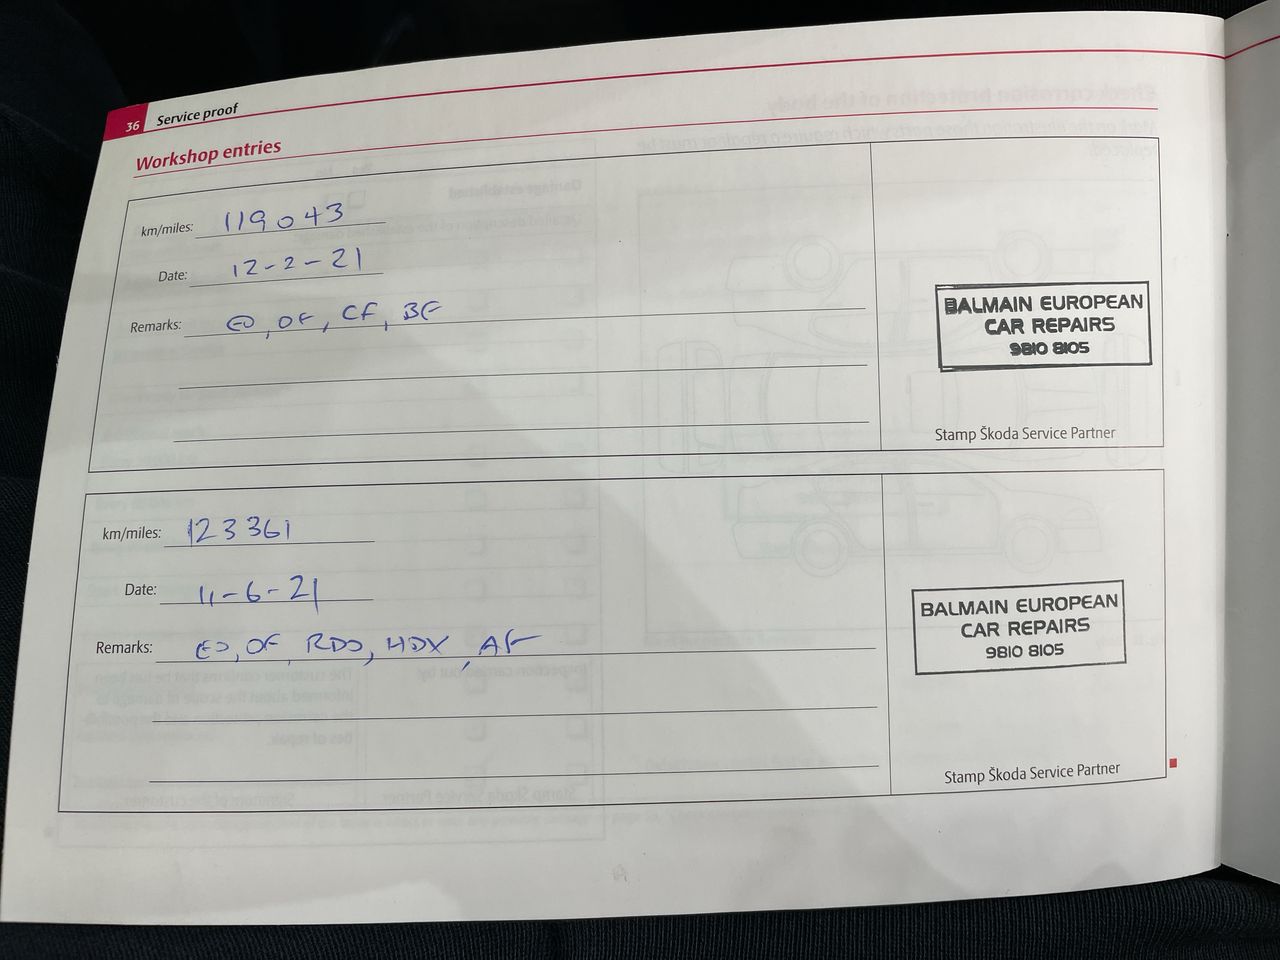 36 Service proof
Workshop entries
km/miles: 119043
Date: 12-2-21
Remarks: EO, OF, CF, BF
BALMAIN EUROPEAN
CAR REPAIRS
9810 8105
Stamp Škoda Service Partner
km/miles: 123361
Date: 11-6-21
Remarks: EO, OF, RDO, HDX, AF
BALMAIN EUROPEAN
CAR REPAIRS
9810 8105
Stamp Škoda Service Partner